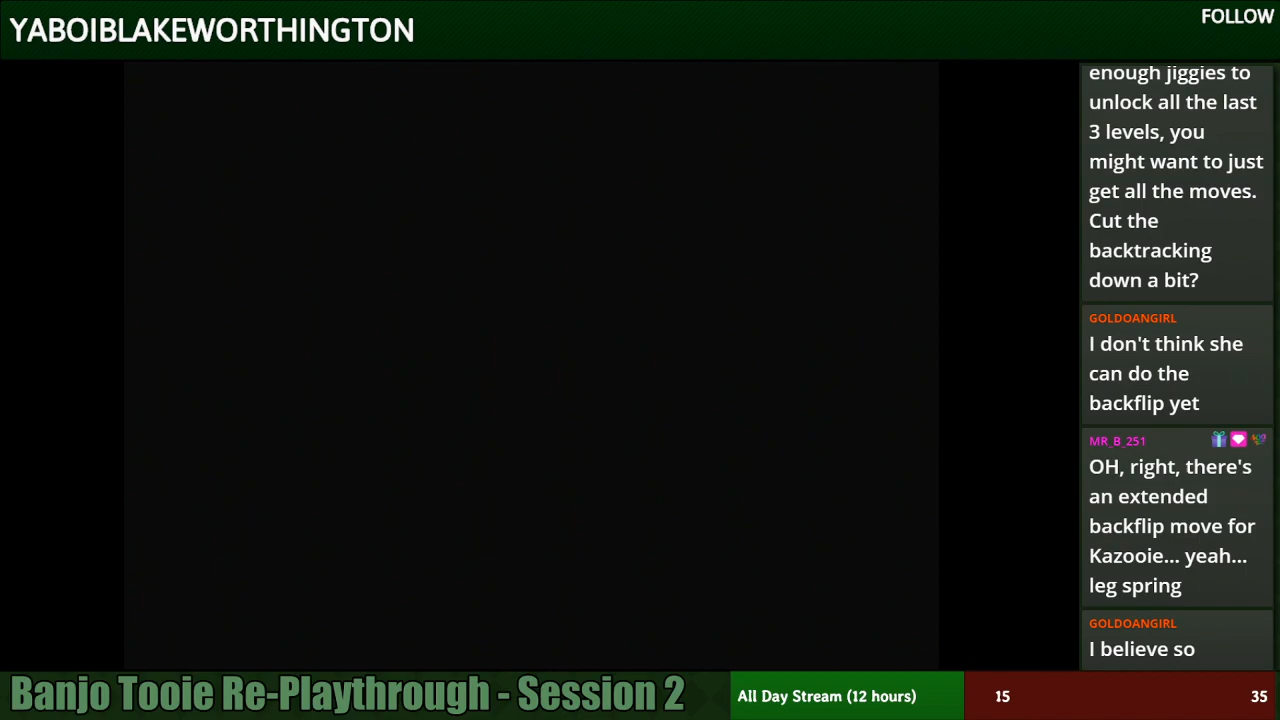 YABOIBLAKEWORTHINGTON
FOLLOW
enough jiggies to
unlock all the last
3 levels, you
might want to just
get all the moves.
Cut the
backtracking
down a bit?
GOLDOANGIRL
I don't think she
can do the
backflip yet
MR_B_251
OH, right, there's
an extended
backflip move for
Kazooie... yeah...
leg spring
GOLDOANGIRL
I believe so
Banjo Tooie Re-Playthrough - Session 2
All Day Stream (12 hours)
15
35